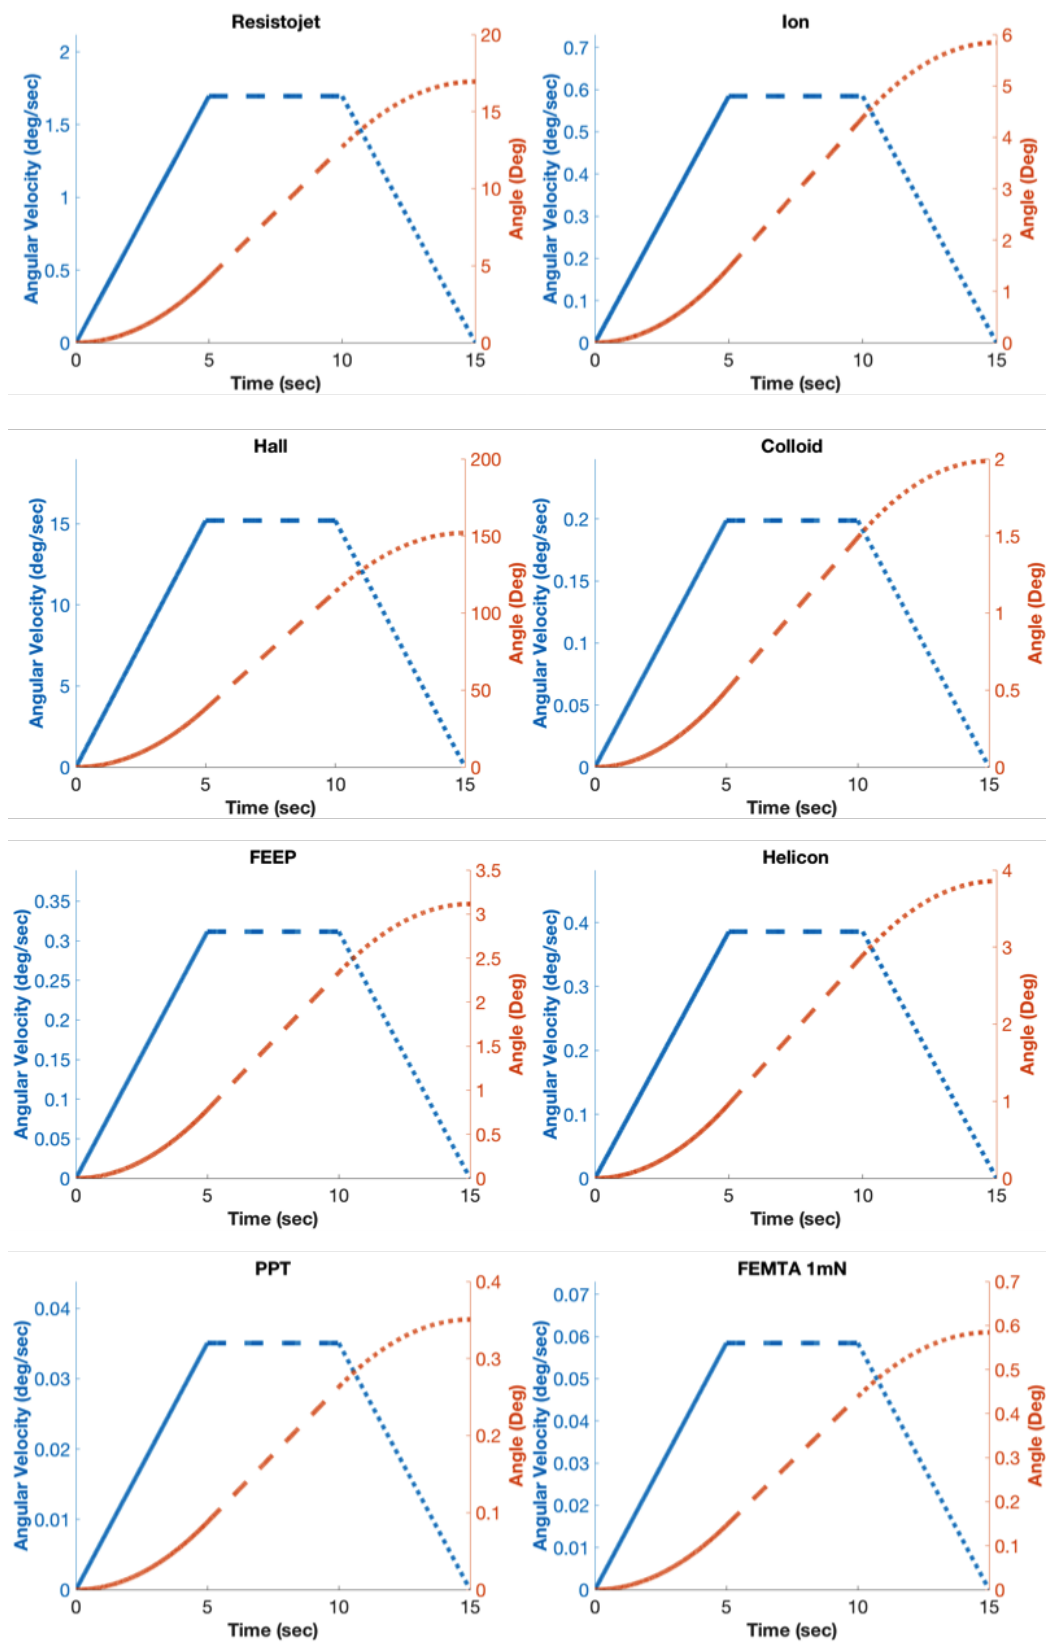 Resistojet
Ion
Angular Velocity (deg/sec)
2
1.5
1
0.5
0
20
15
10
5
0
Angle (Deg)
0 5 10 15
Time (sec)
Angular Velocity (deg/sec)
0.7
0.6
0.5
0.4
0.3
0.2
0.1
0
6
5
4
3
2
1
0
Angle (Deg)
0 5 10 15
Time (sec)
Hall
Colloid
Angular Velocity (deg/sec)
15
10
5
0
200
150
100
50
0
Angle (Deg)
0 5 10 15
Time (sec)
Angular Velocity (deg/sec)
0.2
0.15
0.1
0.05
0
2
1.5
1
0.5
0
Angle (Deg)
0 5 10 15
Time (sec)
FEEP
Helicon
Angular Velocity (deg/sec)
0.35
0.3
0.25
0.2
0.15
0.1
0.05
0
3.5
3
2.5
2
1.5
1
0.5
0
Angle (Deg)
0 5 10 15
Time (sec)
Angular Velocity (deg/sec)
0.4
0.3
0.2
0.1
0
4
3
2
1
0
Angle (Deg)
0 5 10 15
Time (sec)
PPT
FEMTA 1mN
Angular Velocity (deg/sec)
0.04
0.03
0.02
0.01
0
0.4
0.3
0.2
0.1
0
Angle (Deg)
0 5 10 15
Time (sec)
Angular Velocity (deg/sec)
0.07
0.06
0.05
0.04
0.03
0.02
0.01
0
0.7
0.6
0.5
0.4
0.3
0.2
0.1
0
Angle (Deg)
0 5 10 15
Time (sec)